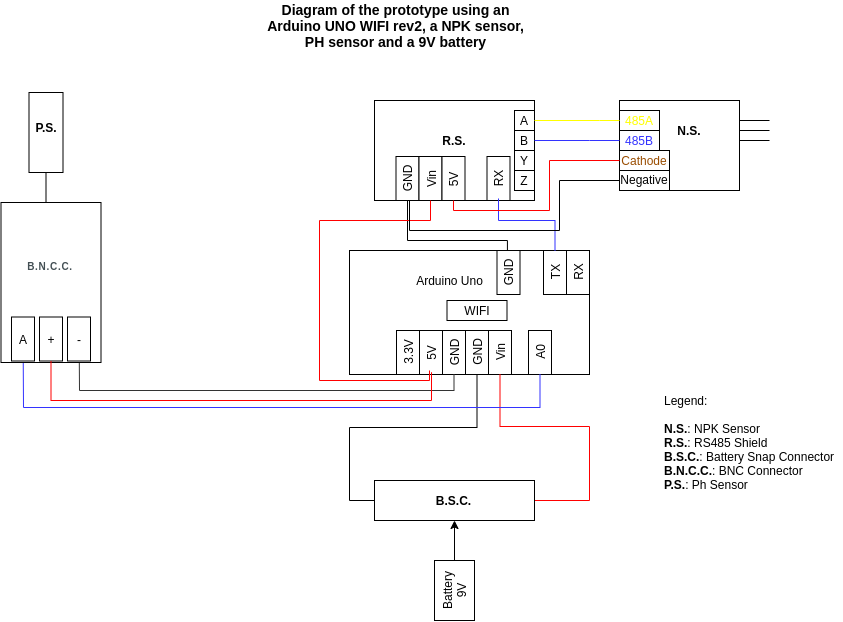 Diagram of the prototype using an
Arduino UNO WIFI rev2, a NPK sensor,
PH sensor and a 9V battery
P.S.
B.N.C.C.
A
+
-
R.S.
A
B
Y
Z
GND
Vin
5V
RX
485A
485B
Cathode
Negative
N.S.
Arduino Uno
GND
TX
RX
WIFI
3.3V
5V
GND
GND
Vin
A0
B.S.C.
Battery
9V
Legend:
N.S.: NPK Sensor
R.S.: RS485 Shield
B.S.C.: Battery Snap Connector
B.N.C.C.: BNC Connector
P.S.: Ph Sensor